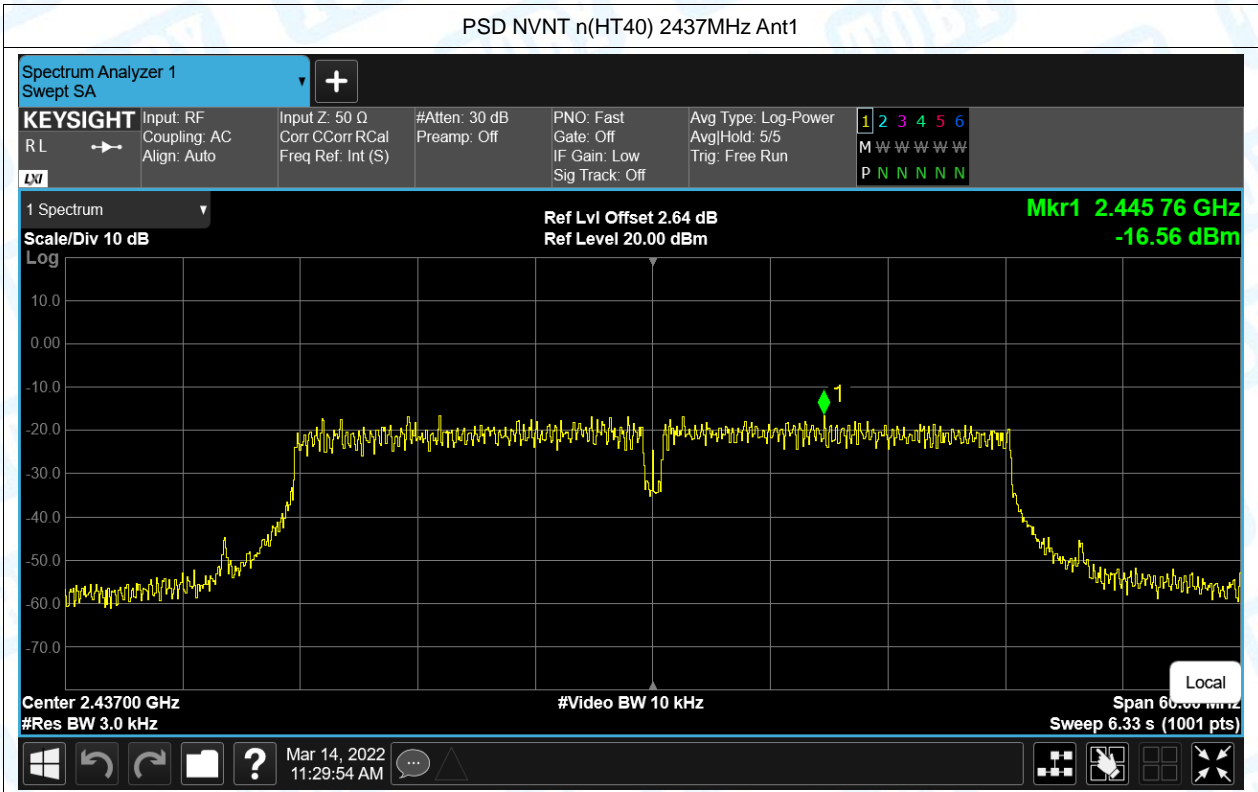 PSD NVNT n(HT40) 2437MHz Ant1
Spectrum Analyzer 1
Swept SA
+
KEYSIGHT
RL
LXI
Input: RF
Coupling: AC
Align: Auto
Input Z: 50 Ω
Corr CCorr RCal
Freq Ref: Int (S)
#Atten: 30 dB
Preamp: Off
PNO: Fast
Gate: Off
IF Gain: Low
Sig Track: Off
Avg Type: Log-Power
Avg|Hold: 5/5
Trig: Free Run
1 2 3 4 5 6
M W W W W W W
P N N N N N
1 Spectrum
Scale/Div 10 dB
Ref Lvl Offset 2.64 dB
Ref Level 20.00 dBm
Mkr1 2.445 76 GHz
-16.56 dBm
Log
10.0
0.00
-10.0
1
-20.0
-30.0
-40.0
-50.0
-60.0
-70.0
Local
Center 2.43700 GHz
#Video BW 10 kHz
Span 60.00 MHz
#Res BW 3.0 kHz
Sweep 6.33 s (1001 pts)
?
Mar 14, 2022
11:29:54 AM